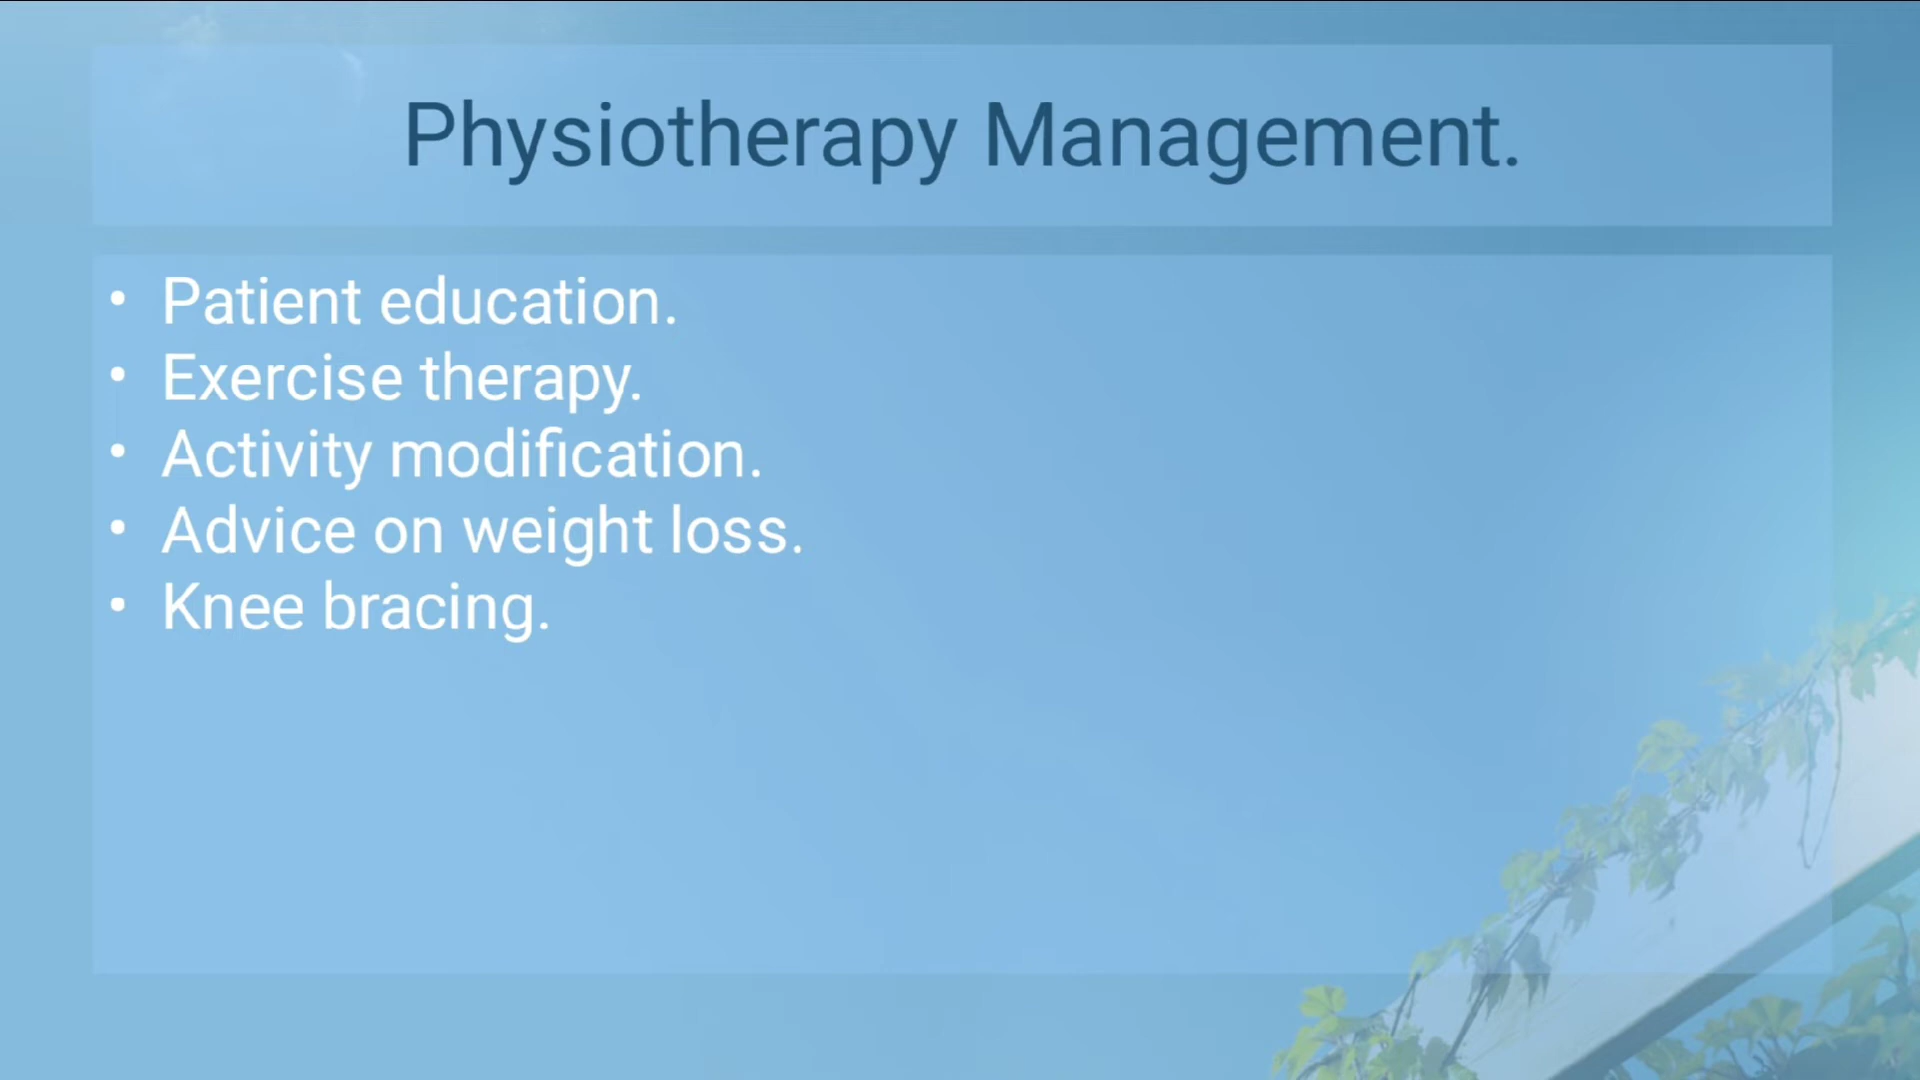 Physiotherapy Management.
• Patient education.
• Exercise therapy.
• Activity modification.
• Advice on weight loss.
• Knee bracing.